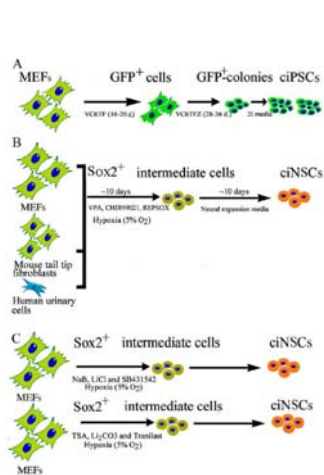 A
MEFs GFP+ cells GFP+-colonies ciPSCs
VC6TF (16-20 d) VC6TFZ (28-36 d.) 2i media
B
Sox2+ intermediate cells ciNSCs
~10 days ~10 days
VPA, CHIR99021, REPSOX Neural expansion media
Hypoxia (5% O2)
MEFs
Mouse tail tip
fibroblasts
Human urinary
cells
C
Sox2+ intermediate cells ciNSCs
NaB, LiCl and SB431542
Hypoxia (5% O2)
MEFs
Sox2+ intermediate cells ciNSCs
TSA, Li2CO3 and Tranilast
Hypoxia (5% O2)
MEFs